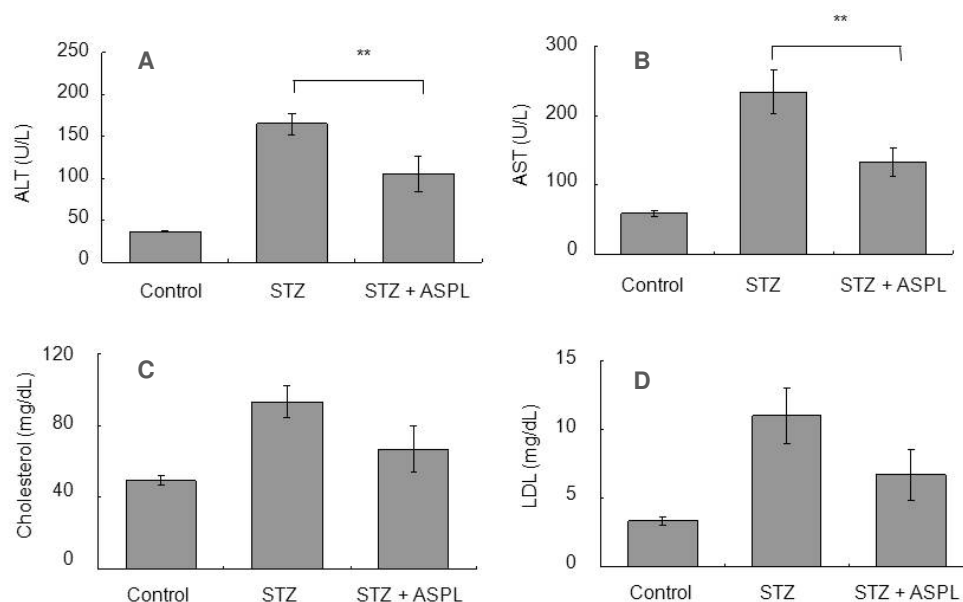 A
**
250
200
150
100
50
0
ALT (U/L)
Control
STZ
STZ + ASPL
B
**
300
200
100
0
AST (U/L)
Control
STZ
STZ + ASPL
C
120
80
40
0
Cholesterol (mg/dL)
Control
STZ
STZ + ASPL
D
15
10
5
0
LDL (mg/dL)
Control
STZ
STZ + ASPL